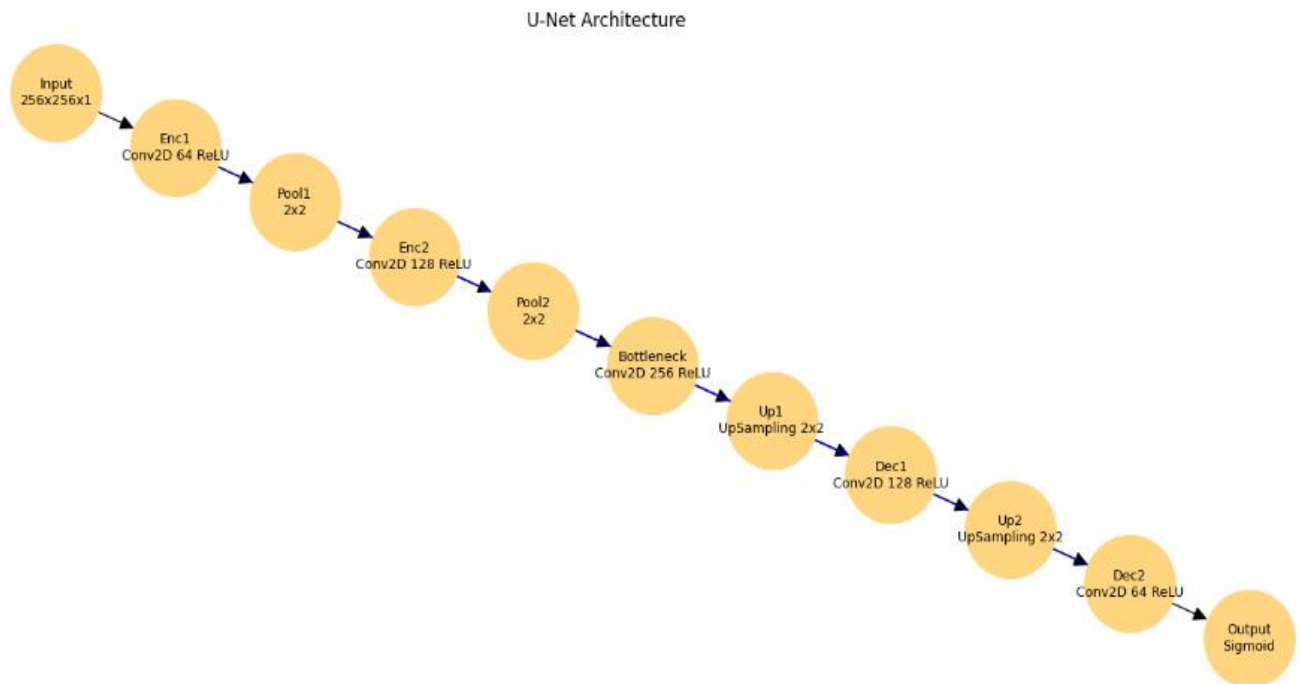 U-Net Architecture
Input
256x256x1
Enc1
Conv2D 64 ReLU
Pool1
2x2
Enc2
Conv2D 128 ReLU
Pool2
2x2
Bottleneck
Conv2D 256 ReLU
Up1
UpSampling 2x2
Dec1
Conv2D 128 ReLU
Up2
UpSampling 2x2
Dec2
Conv2D 64 ReLU
Output
Sigmoid